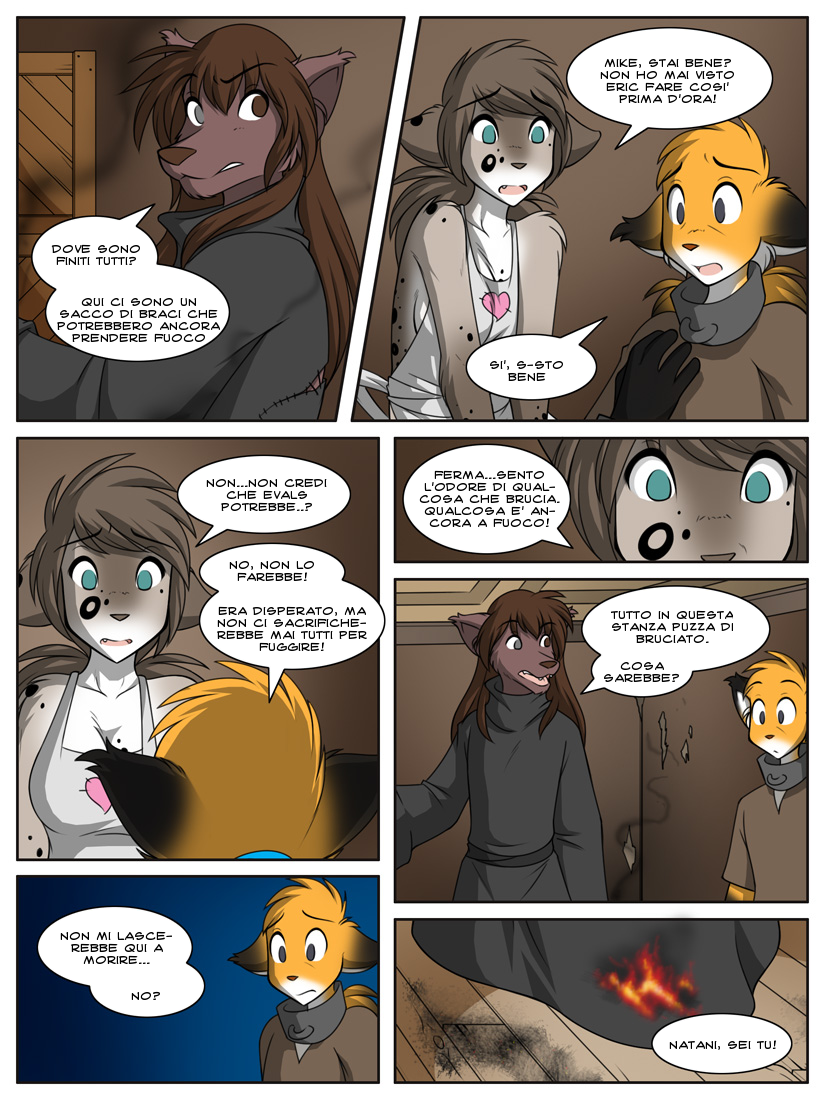 DOVE SONO
FINITI TUTTI?
QUI CI SONO UN
SACCO DI BRACI CHE
POTREBBERO ANCORA
PRENDERE FUOCO
MIKE, STAI BENE?
NON HO MAI VISTO
ERIC FARE COSI'
PRIMA D'ORA!
SI', S-STO
BENE
NON...NON CREDI
CHE EVALS
POTREBBE..?
NO, NON LO
FAREBBE!
ERA DISPERATO, MA
NON CI SACRIFICHE-
REBBE MAI TUTTI PER
FUGGIRE!
NON MI LASCE-
REBBE QUI A
MORIRE...
NO?
FERMA...SENTO
L'ODORE DI QUAL-
COSA CHE BRUCIA.
QUALCOSA E' AN-
CORA A FUOCO!
TUTTO IN QUESTA
STANZA PUZZA DI
BRUCIATO.
COSA
SAREBBE?
NATANI, SEI TU!